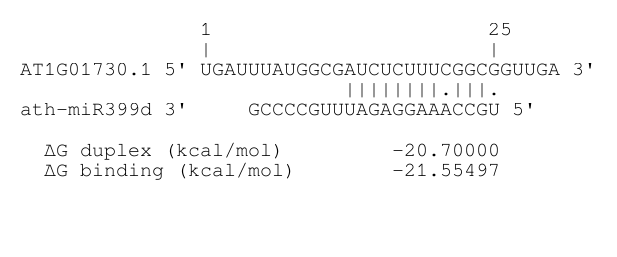 1 25
| |
AT1G01730.1 5' UGAUUUAUGGCGAUCUCUUUCGGCGGUUGA 3'
||||||||.|||.
ath-miR399d 3' GCCCCGUUUAGAGGAAACCGU 5'
ΔG duplex (kcal/mol) -20.70000
ΔG binding (kcal/mol) -21.55497